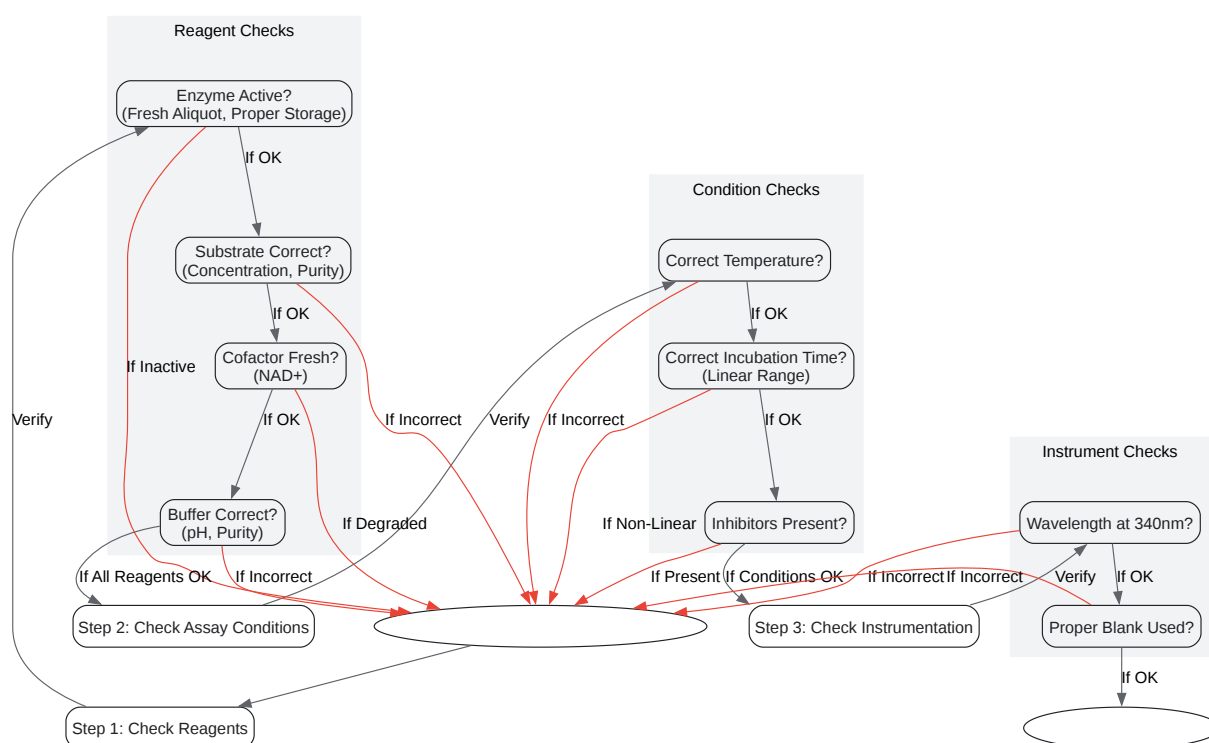 Reagent Checks
Enzyme Active?
(Fresh Aliquot, Proper Storage)
If OK
Substrate Correct?
(Concentration, Purity)
If OK
Cofactor Fresh?
(NAD+)
If OK
Buffer Correct?
(pH, Purity)
If Inactive
If Incorrect
If Degraded
If Incorrect
If All Reagents OK
Verify
Step 2: Check Assay Conditions
Verify
Step 1: Check Reagents
Condition Checks
Correct Temperature?
If OK
Correct Incubation Time?
(Linear Range)
If OK
Inhibitors Present?
If Incorrect
If Non-Linear
If Present
If Conditions OK
Step 3: Check Instrumentation
Verify
Instrument Checks
Wavelength at 340nm?
If OK
Proper Blank Used?
If Incorrect
If Incorrect
If OK